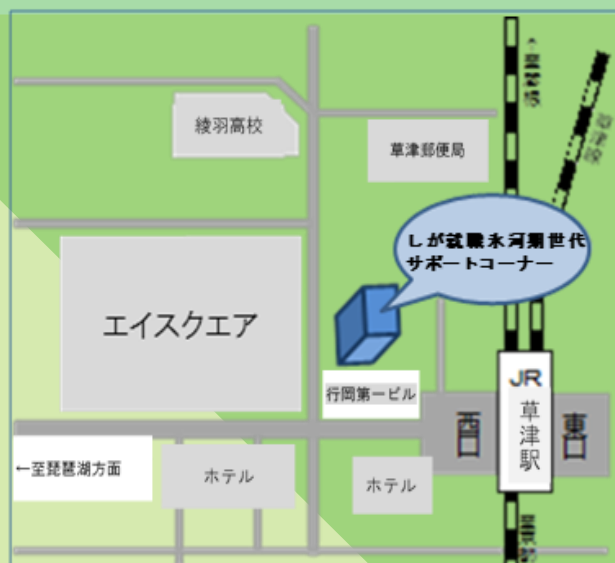 綾羽高校
草津郵便局
草津線
しが就職氷河期世代
サポートコーナー
エイスクエア
行岡第一ビル
JR
草津駅
西口
東口
←至琵琶湖方面
ホテル
ホテル